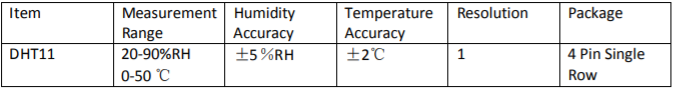 Item Measurement Range Humidity Accuracy Temperature Accuracy Resolution Package
DHT11 20-90%RH 0-50 ℃ ±5％RH ±2℃ 1 4 Pin Single Row